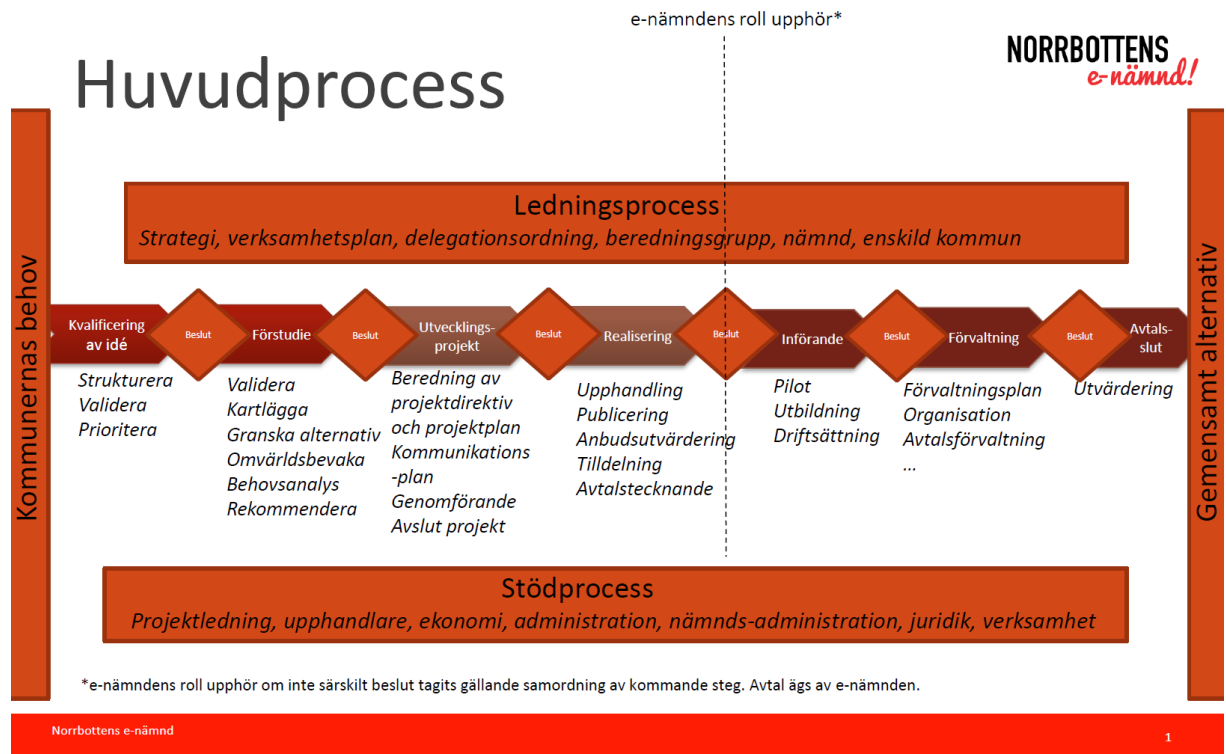 e-nämndens roll upphör*
NORRBOTTENS
e-nämnd!
Huvudprocess
Kommunernas behov
Ledningsprocess
Strategi, verksamhetsplan, delegationsordning, beredningsgrupp, nämnd, enskild kommun
Kvalificering
av idé
Strukturera
Validera
Prioritera
Beslut
Förstudie
Validera
Kartlägga
Granska alternativ
Omvärldsbevaka
Behovsanalys
Rekommendera
Beslut
Utvecklings-
projekt
Beredning av
projektdirektiv
och projektplan
Kommunikations
-plan
Genomförande
Avslut projekt
Beslut
Realisering
Upphandling
Publicering
Anbudsutvärdering
Tilldelning
Avtalstecknande
Beslut
Införande
Pilot
Utbildning
Driftsättning
Beslut
Förvaltning
Förvaltningsplan
Organisation
Avtalsförvaltning
...
Beslut
Avtals-
slut
Utvärdering
Gemensamt alternativ
Stödprocess
Projektledning, upphandlare, ekonomi, administration, nämnds-administration, juridik, verksamhet
*e-nämndens roll upphör om inte särskilt beslut tagits gällande samordning av kommande steg. Avtal ägs av e-nämnden.
Norrbottens e-nämnd
1